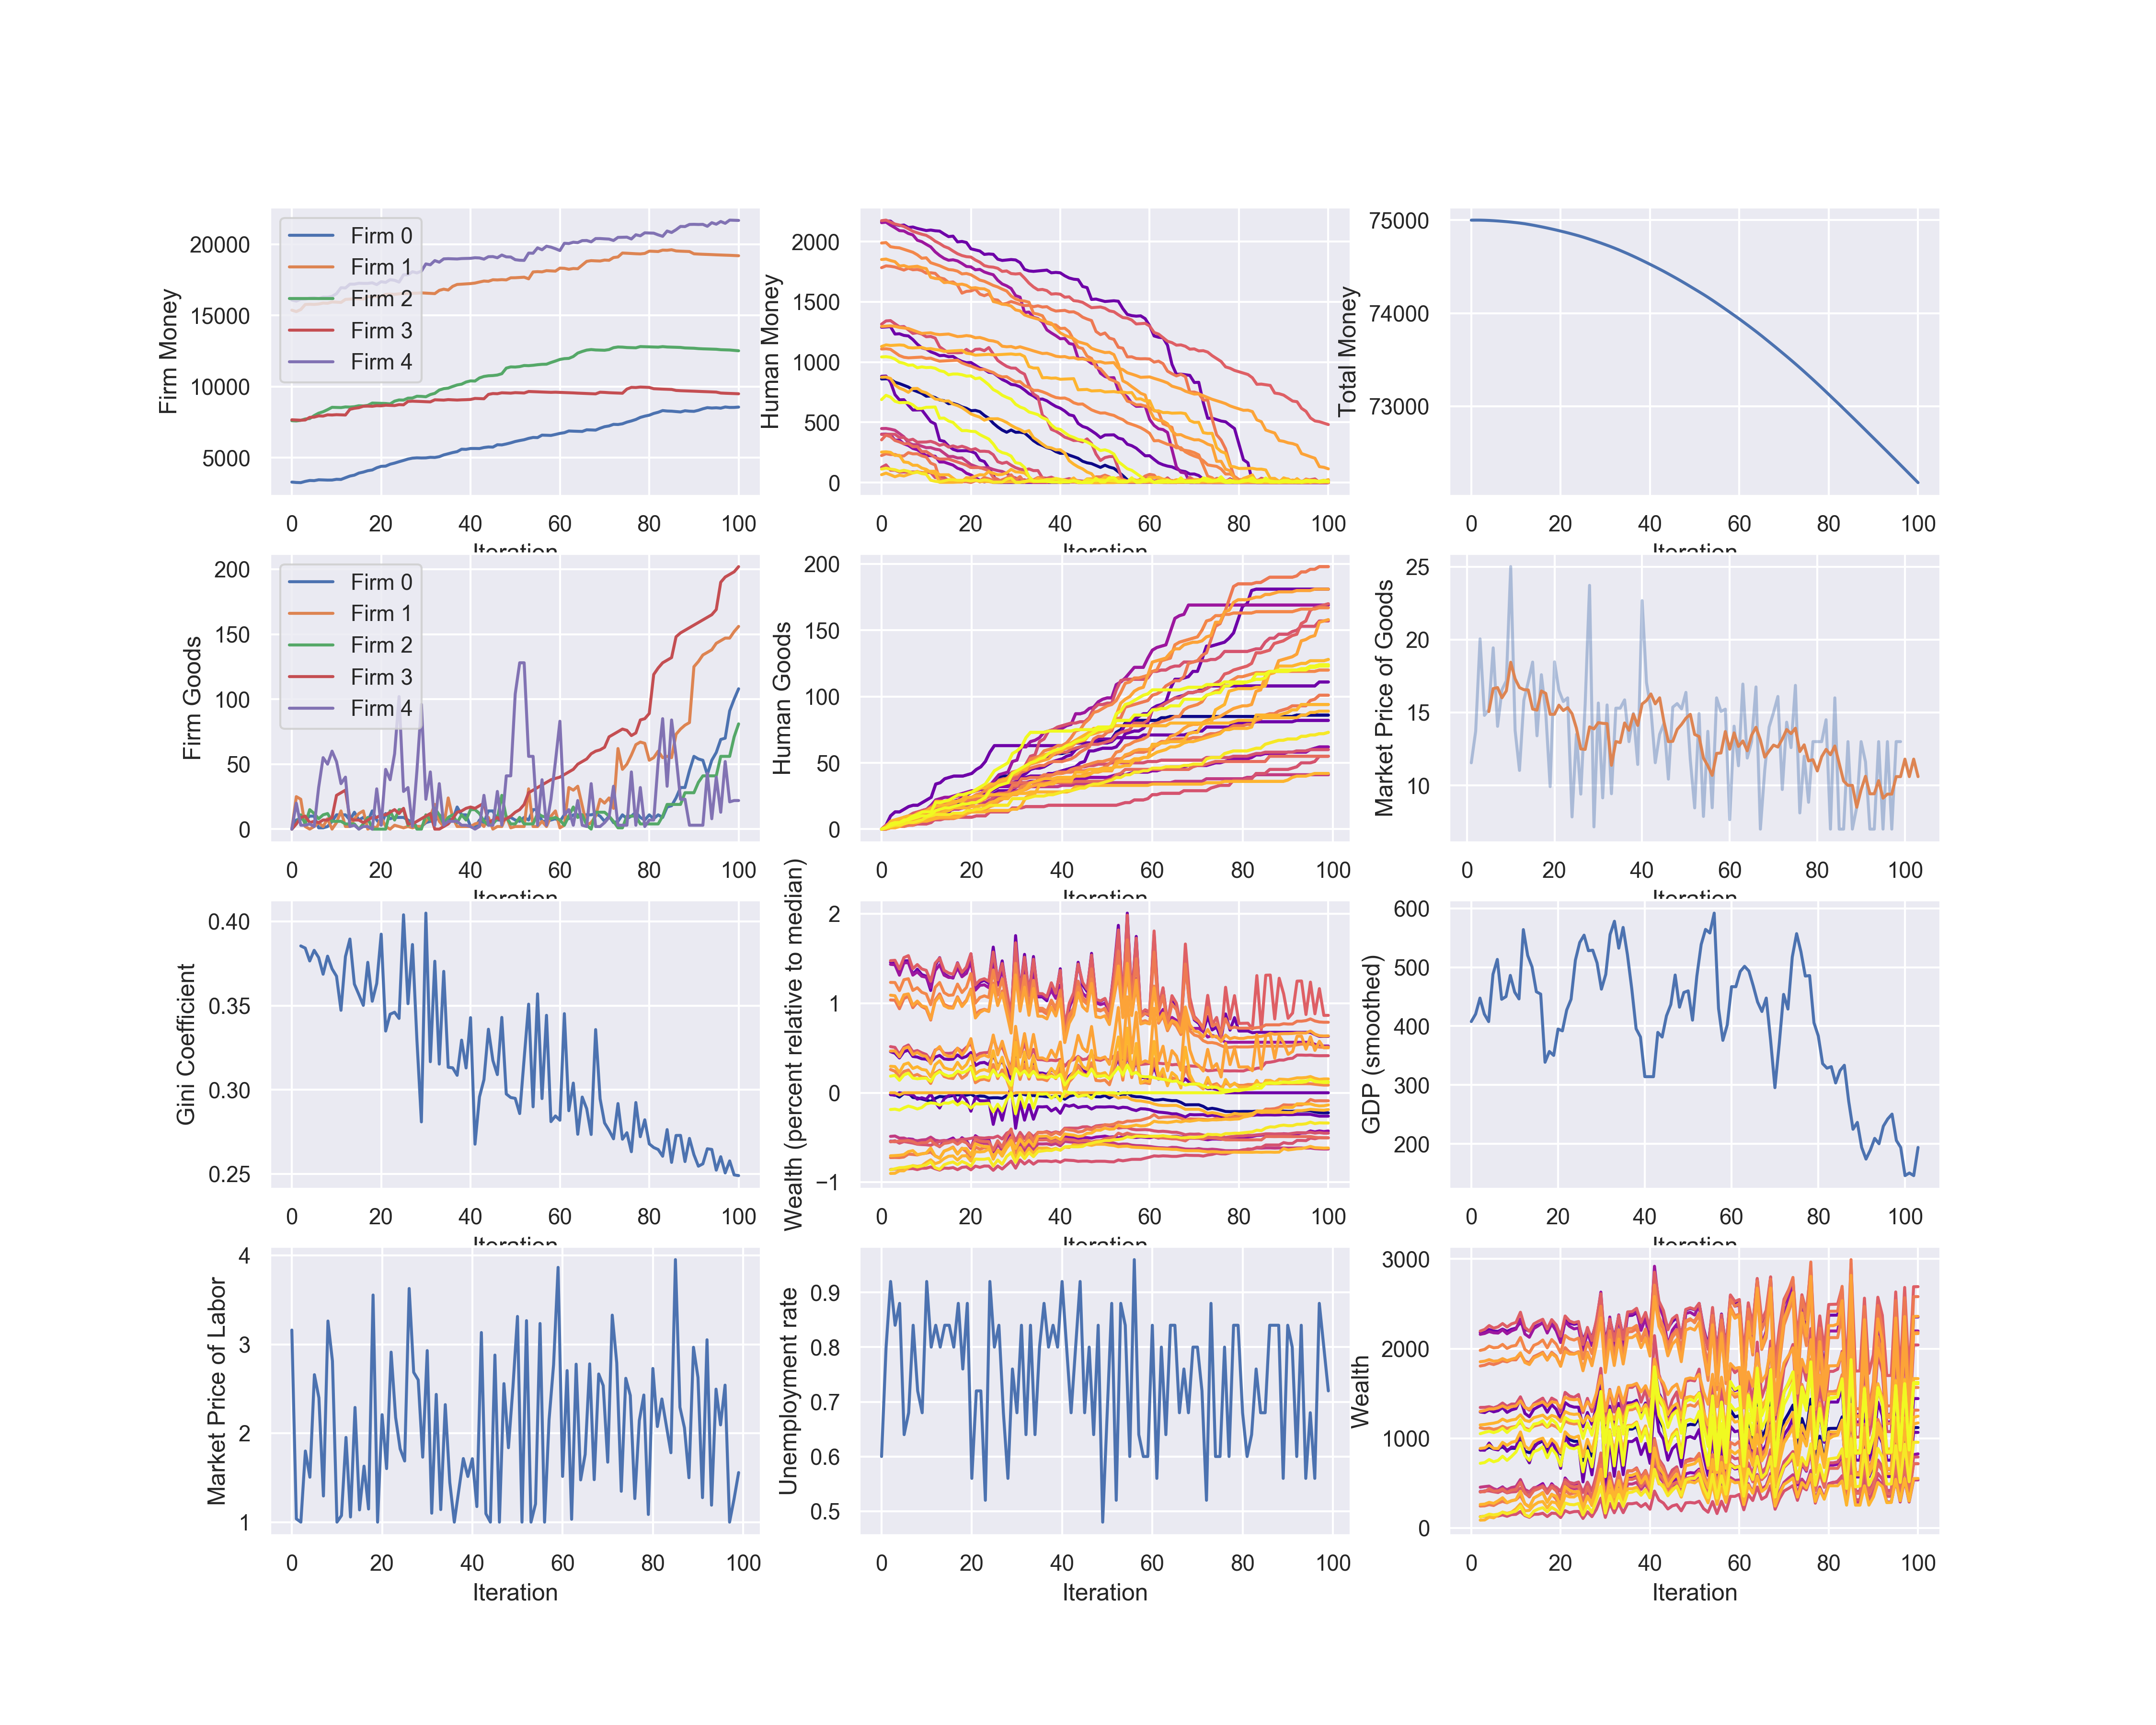 Firm Money
20000
15000
10000
5000
Firm 0
Firm 1
Firm 2
Firm 3
Firm 4
0 20 40 60 80 100
Iteration
Human Money
2000
1500
1000
500
0
0 20 40 60 80 100
Iteration
Total Money
75000
74000
73000
0 20 40 60 80 100
Iteration
Firm Goods
200
150
100
50
0
Firm 0
Firm 1
Firm 2
Firm 3
Firm 4
0 20 40 60 80 100
Iteration
Human Goods
200
150
100
50
0
0 20 40 60 80 100
Iteration
Market Price of Goods
25
20
15
10
0 20 40 60 80 100
Iteration
Gini Coefficient
0.40
0.35
0.30
0.25
0 20 40 60 80 100
Iteration
Wealth (percent relative to median)
2
1
0
−1
0 20 40 60 80 100
Iteration
GDP (smoothed)
600
500
400
300
200
0 20 40 60 80 100
Iteration
Market Price of Labor
4
3
2
1
0 20 40 60 80 100
Iteration
Unemployment rate
0.9
0.8
0.7
0.6
0.5
0 20 40 60 80 100
Iteration
Wealth
3000
2000
1000
0
0 20 40 60 80 100
Iteration